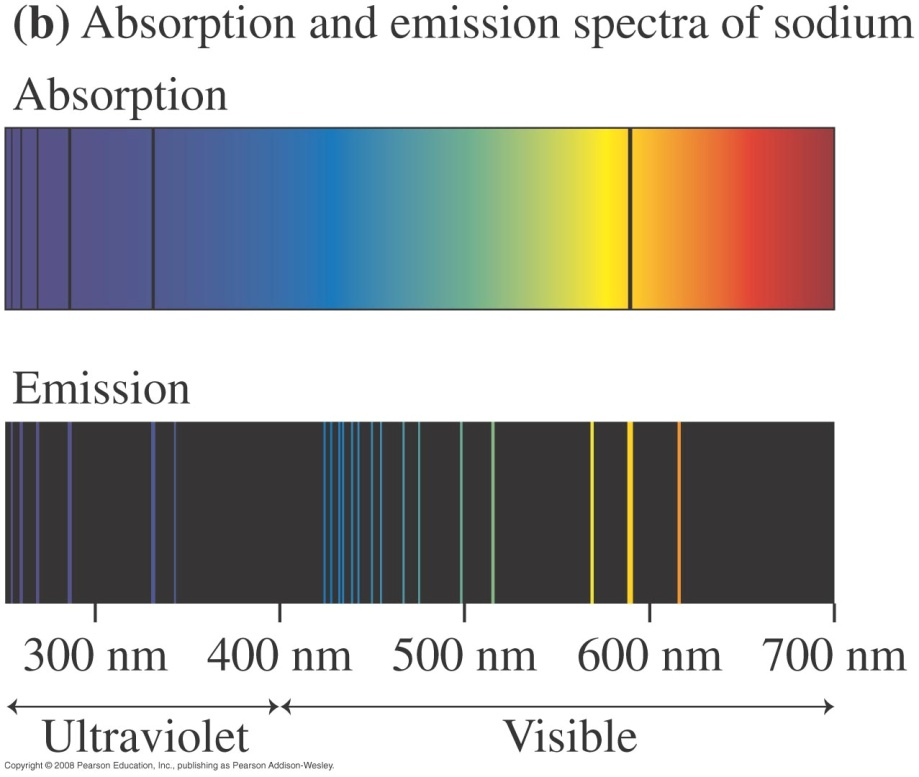 (b) Absorption and emission spectra of sodium
Absorption
Emission
300 nm 400 nm 500 nm 600 nm 700 nm
Ultraviolet Visible
Copyright © 2008 Pearson Education, Inc., publishing as Pearson Addison-Wesley.